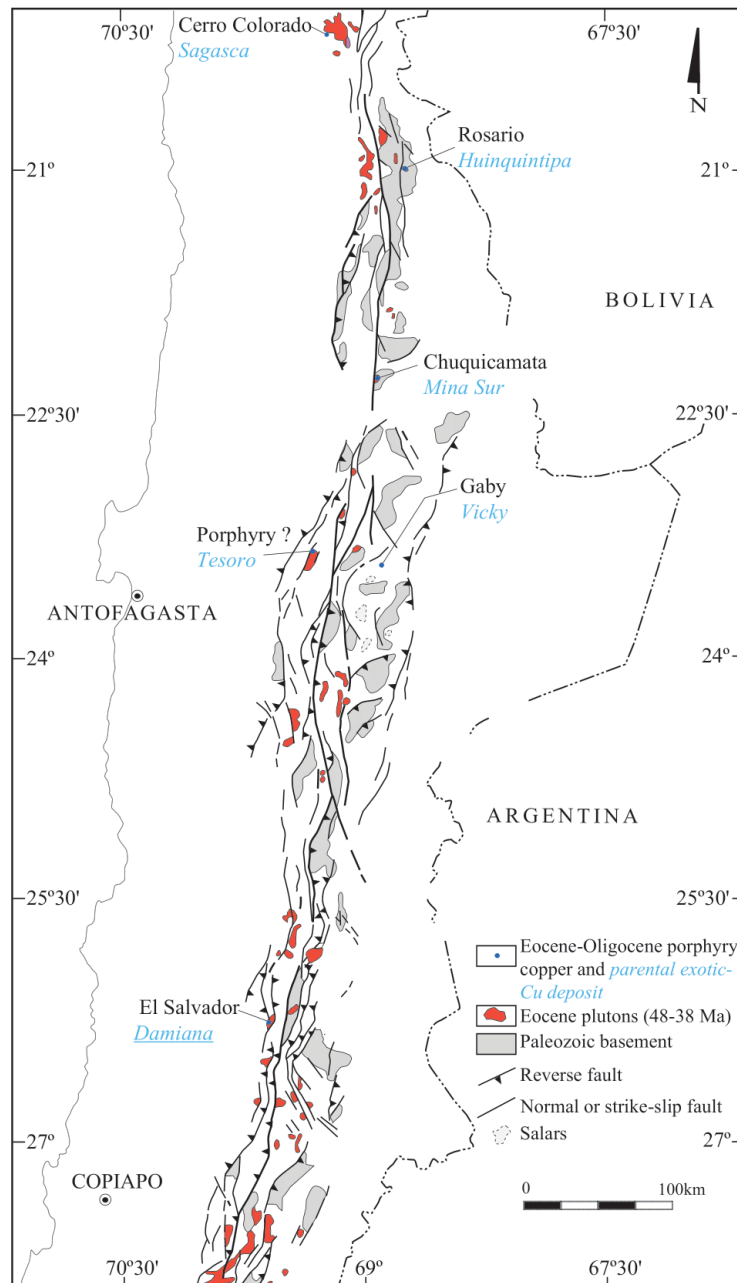 70º30'
67º30'
Cerro Colorado
Sagasca
N
Rosario
Huinquintipa
21º
21º
BOLIVIA
Chuquicamata
Mina Sur
22º30'
22º30'
Gaby
Vicky
Porphyry ?
Tesoro
ANTOFAGASTA
24º
24º
ARGENTINA
25º30'
25º30'
Eocene-Oligocene porphyry
copper and parental exotic-
Cu deposit
El Salvador
Damiana
Eocene plutons (48-38 Ma)
Paleozoic basement
Reverse fault
Normal or strike-slip fault
Salars
27º
27º
COPIAPO
0 100km
70º30'
69º
67º30'